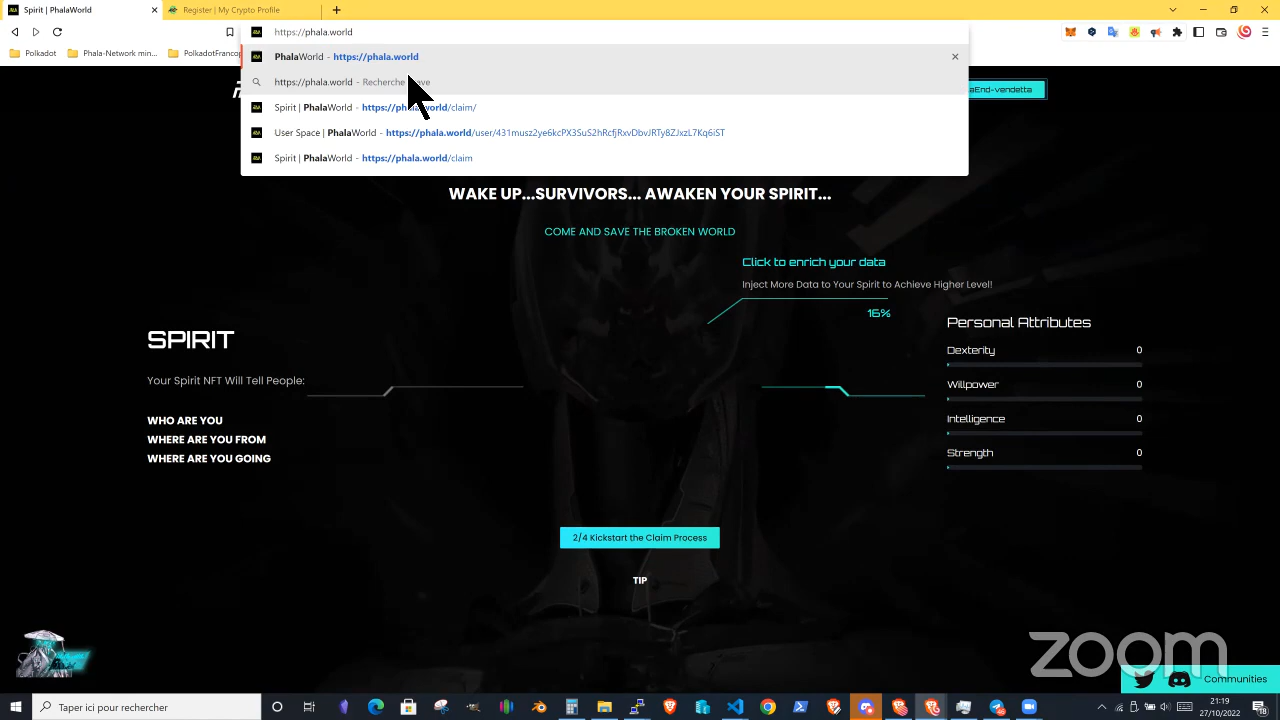 Spirit | PhalaWorld
Register | My Crypto Profile
https://phala.world
Polkadot
Phala-Network min...
PolkadotFrancop
PhalaWorld - https://phala.world
https://phala.world - Recherche
Spirit | PhalaWorld - https://phala.world/claim/
User Space | PhalaWorld - https://phala.world/user/431musz2ye6kcPX3SuS2hRcfjRxvDbvJRTy8ZJxzL7Kq6iST
Spirit | PhalaWorld - https://phala.world/claim
aEnd-vendetta
WAKE UP...SURVIVORS... AWAKEN YOUR SPIRIT...
COME AND SAVE THE BROKEN WORLD
Click to enrich your data
Inject More Data to Your Spirit to Achieve Higher Level!
16%
SPIRIT
Your Spirit NFT Will Tell People:
WHO ARE YOU
WHERE ARE YOU FROM
WHERE ARE YOU GOING
Personal Attributes
Dexterity 0
Willpower 0
Intelligence 0
Strength 0
2/4 Kickstart the Claim Process
TIP
zoom
Communities
Taper ici pour rechercher
21:19
27/10/2022